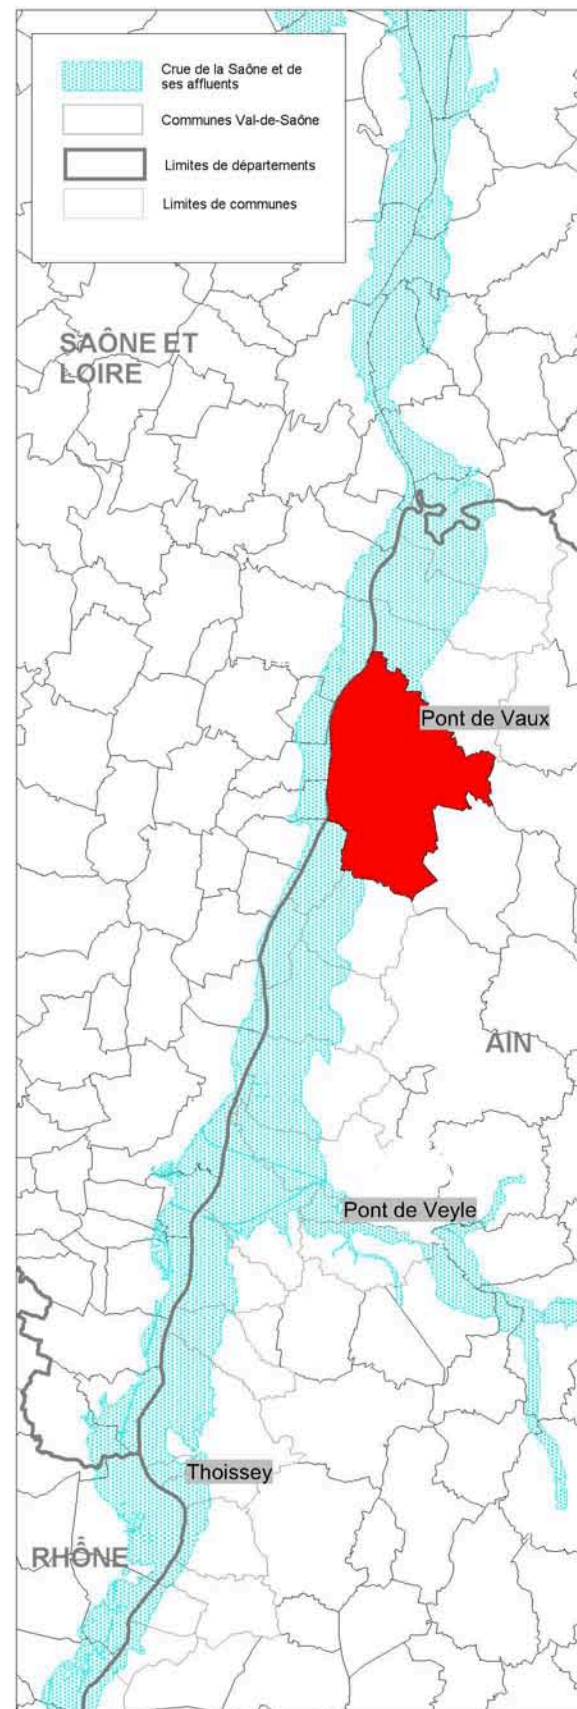 Crue de la Saône et de
ses affluents
Communes Val-de-Saône
Limites de départements
Limites de communes
SAÔNE ET
LOIRE
Pont de Vaux
AIN
Pont de Veyle
Thoissey
RHÔNE